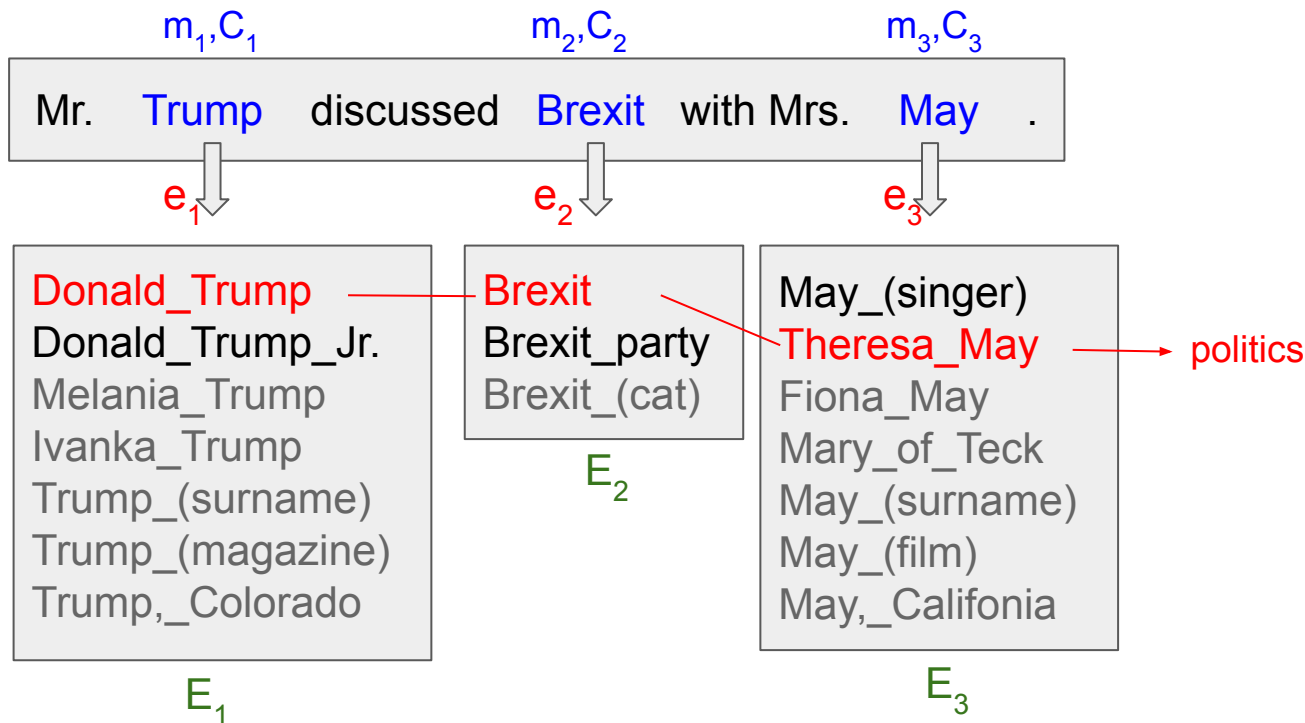 m₁,C₁ m₂,C₂ m₃,C₃
Mr. Trump discussed Brexit with Mrs. May .
e₁ e₂ e₃
Donald_Trump
Donald_Trump_Jr.
Melania_Trump
Ivanka_Trump
Trump_(surname)
Trump_(magazine)
Trump,_Colorado
E₁
Brexit
Brexit_party
Brexit_(cat)
E₂
May_(singer)
Theresa_May
Fiona_May
Mary_of_Teck
May_(surname)
May_(film)
May,_Califonia
E₃
politics